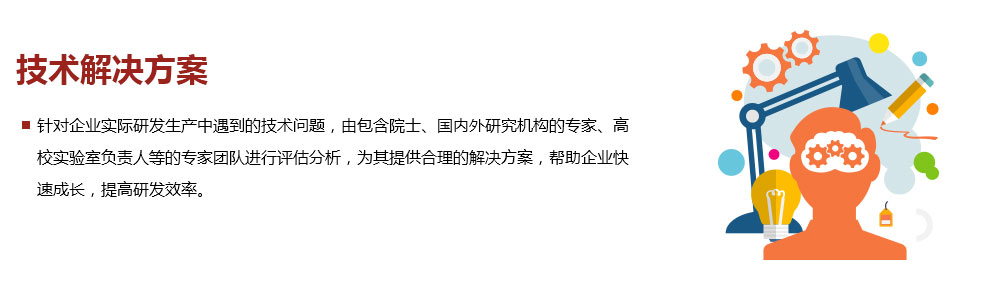 技术解决方案
针对企业实际研发生产中遇到的技术问题，由包含院士、国内外研究机构的专家、高
校实验室负责人等的专家团队进行评估分析，为其提供合理的解决方案，帮助企业快
速成长，提高研发效率。